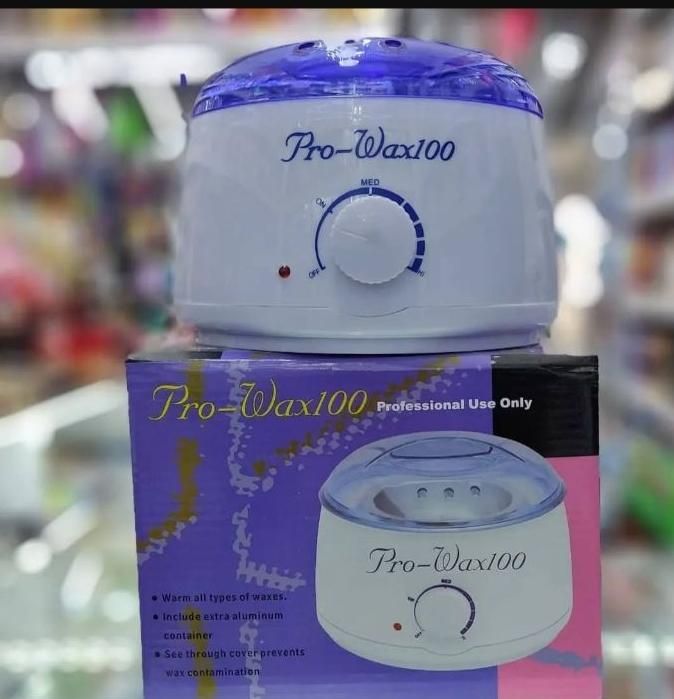 Pro-Wax100
MED
ON
OFF
HI
Pro-Wax100 Professional Use Only
Pro-Wax100
MED
• Warm all types of waxes.
• Include extra aluminum
container
• See through cover prevents
wax contamination